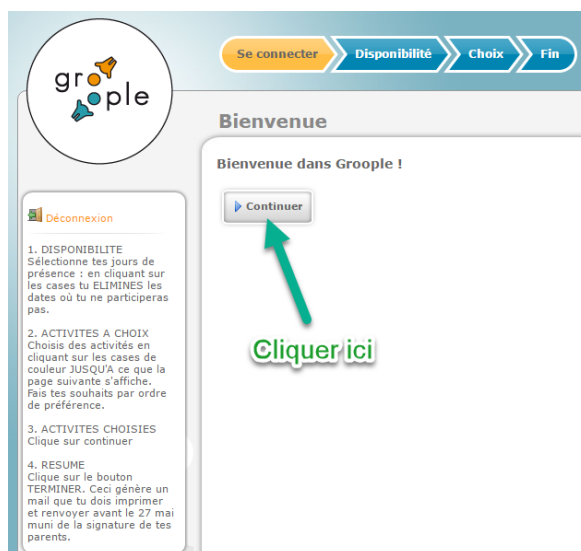 groople
Se connecter
Disponibilité
Choix
Fin
Bienvenue
Bienvenue dans Groople !
Continuer
Cliquer ici
Déconnexion
1. DISPONIBILITE
Sélectionne tes jours de
présence : en cliquant sur
les cases tu ELIMINES les
dates où tu ne participeras
pas.
2. ACTIVITES A CHOIX
Choisis des activités en
cliquant sur les cases de
couleur JUSQU'A ce que la
page suivante s'affiche.
Fais tes souhaits par ordre
de préférence.
3. ACTIVITES CHOISIES
Clique sur continuer
4. RESUME
Clique sur le bouton
TERMINER. Ceci génère un
mail que tu dois imprimer
et renvoyer avant le 27 mai
muni de la signature de tes
parents.